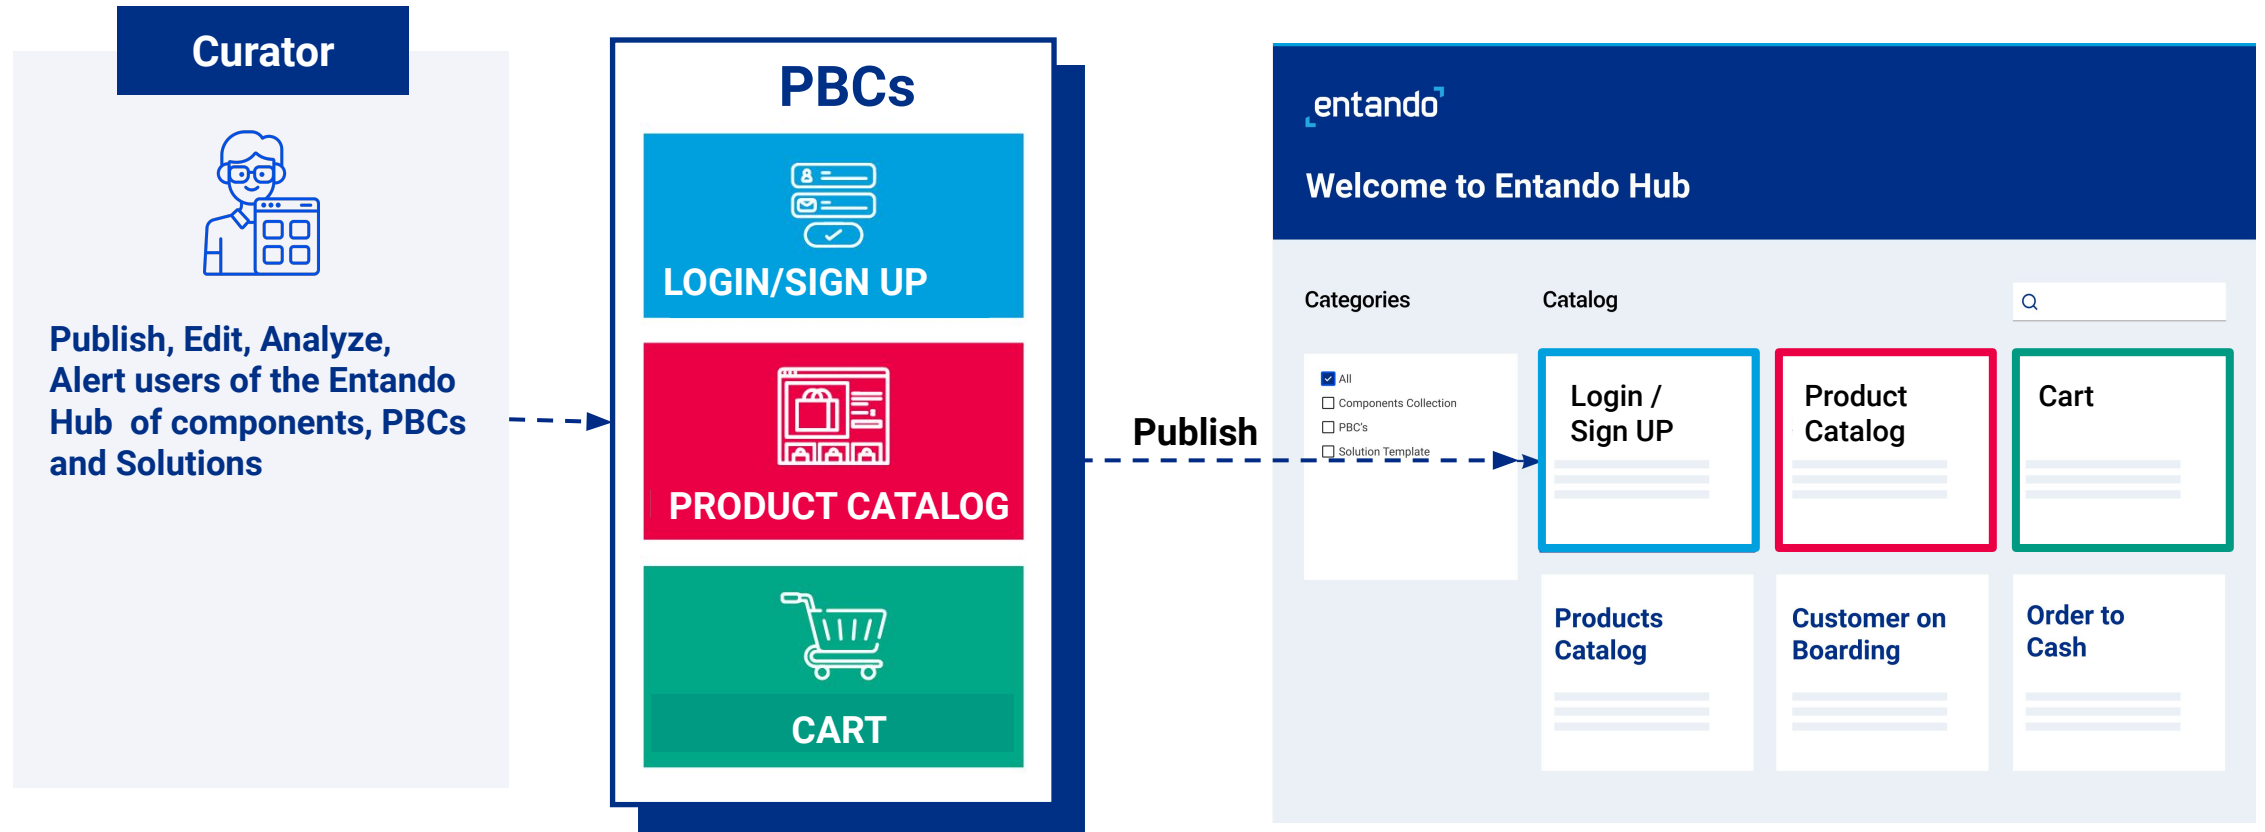 Curator
Publish, Edit, Analyze,
Alert users of the Entando
Hub of components, PBCs
and Solutions
PBCs
LOGIN/SIGN UP
PRODUCT CATALOG
CART
Publish
entando
Welcome to Entando Hub
Categories
All
Components Collection
PBC's
Solution Template
Catalog
Login /
Sign UP
Product
Catalog
Cart
Products
Catalog
Customer on
Boarding
Order to
Cash